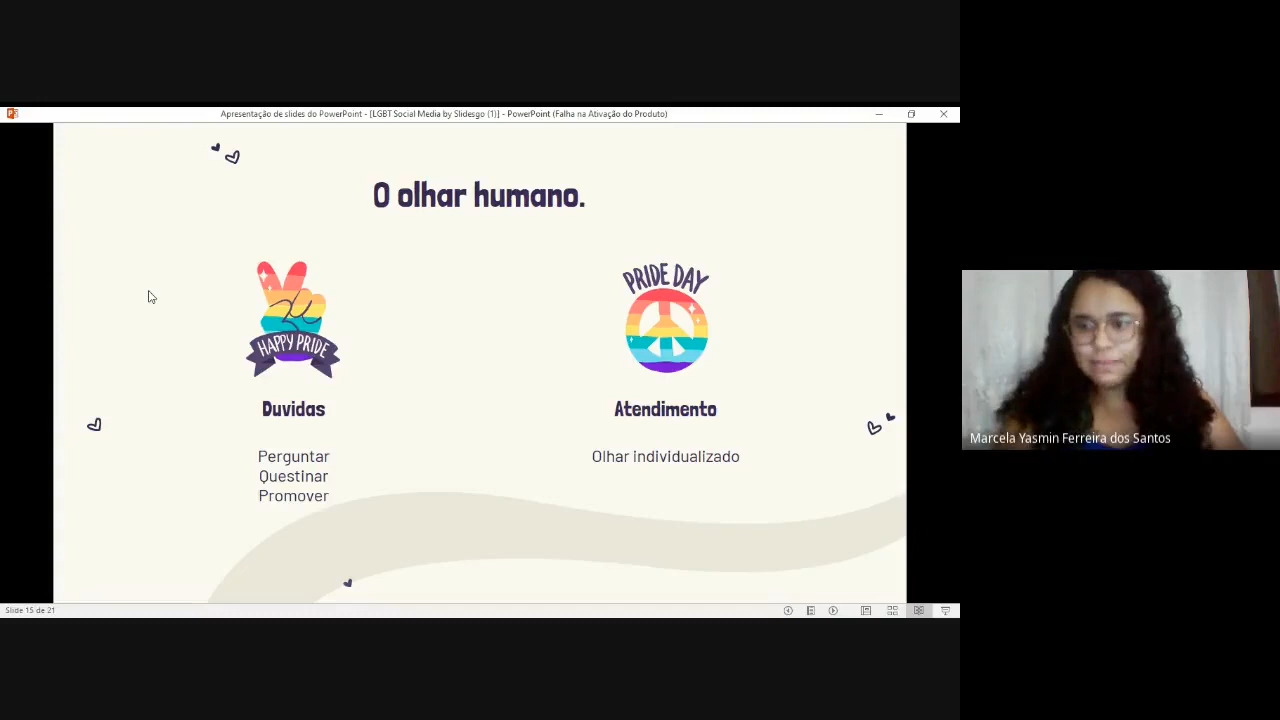 Apresentação de slides do PowerPoint - [LGBT Social Media by Slidesgo (1)] - PowerPoint (Falha na Ativação do Produto)
O olhar humano.
HAPPY PRIDE
PRIDE DAY
Duvidas
Atendimento
Perguntar
Questinar
Promover
Olhar individualizado
Marcela Yasmin Ferreira dos Santos
Slide 15 de 21